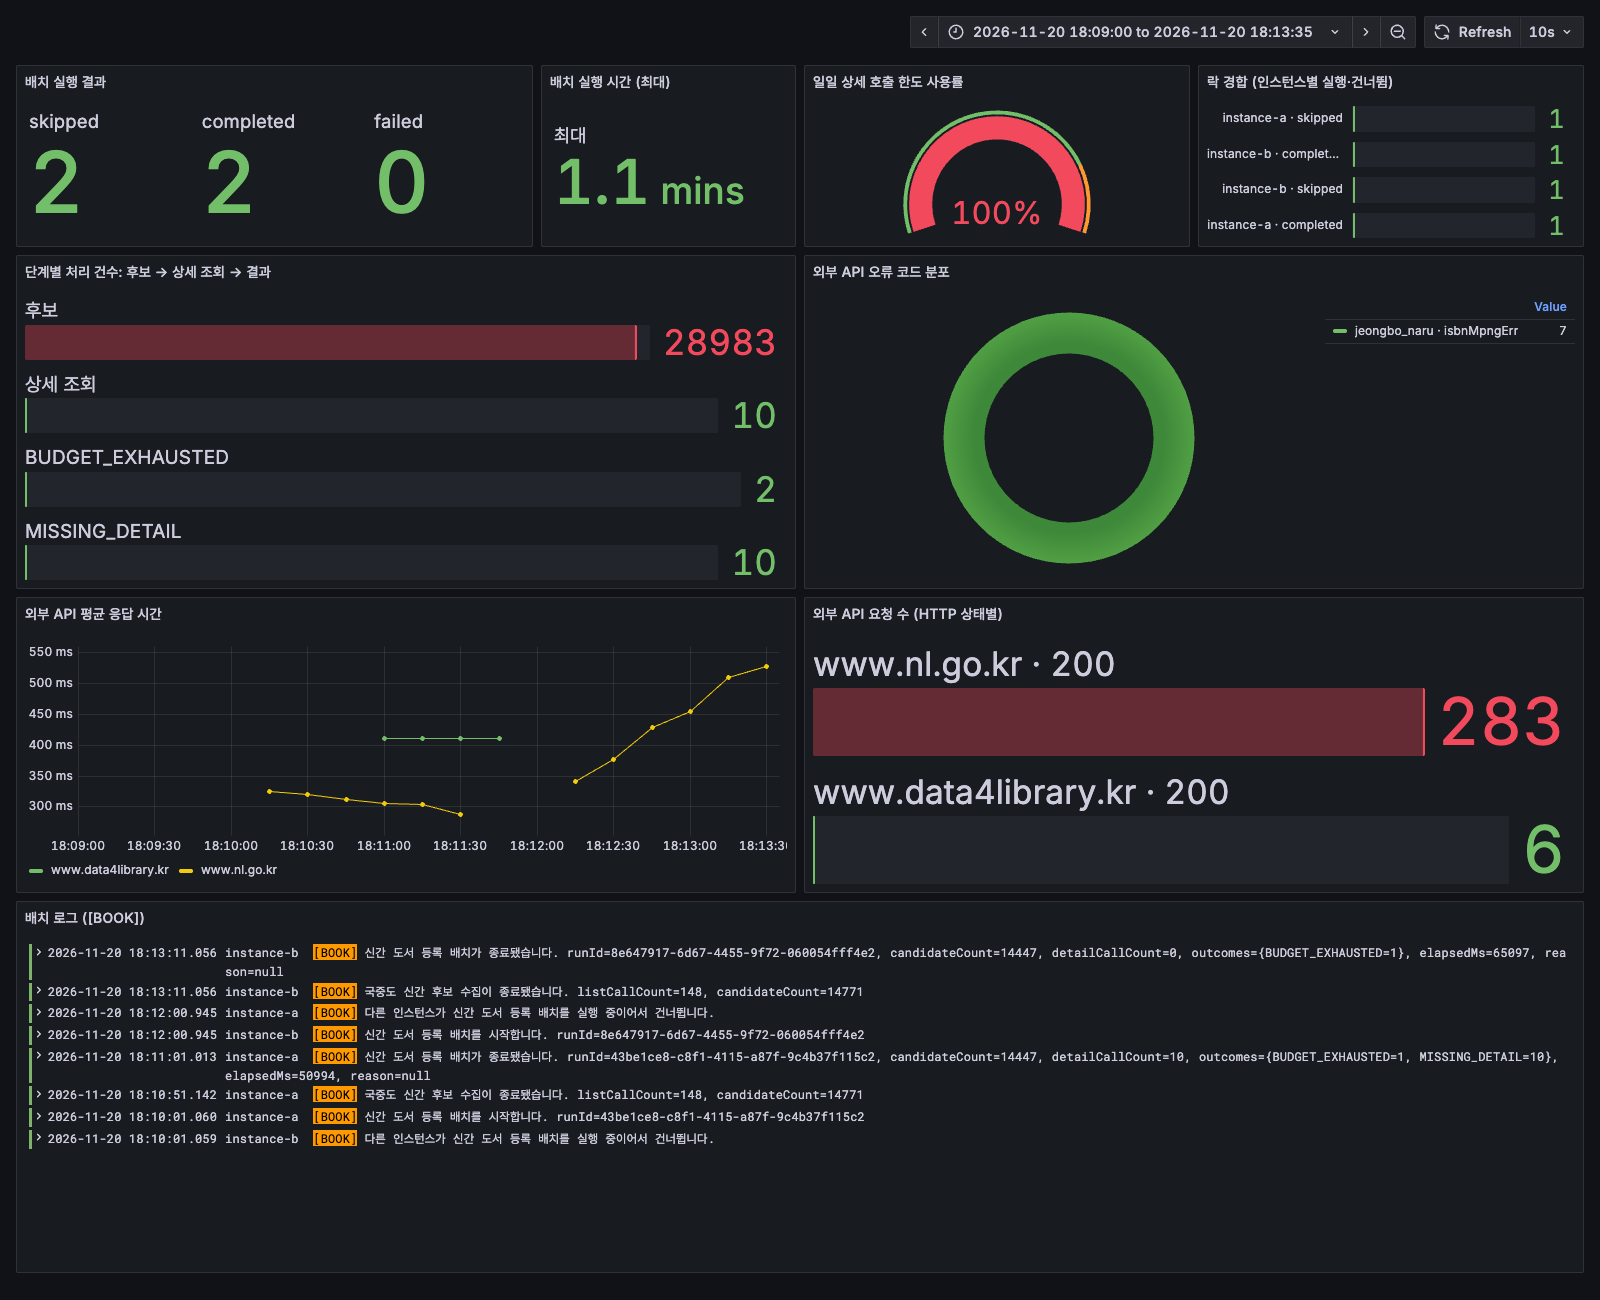 2026-11-20 18:09:00 to 2026-11-20 18:13:35
Refresh
10s
배치 실행 결과
skipped
2
completed
2
failed
0
배치 실행 시간 (최대)
최대
1.1 mins
일일 상세 호출 한도 사용률
100%
락 경합 (인스턴스별 실행·건너뜀)
instance-a · skipped 1
instance-b · complet... 1
instance-b · skipped 1
instance-a · completed 1
단계별 처리 건수: 후보 → 상세 조회 → 결과
후보
28983
상세 조회
10
BUDGET_EXHAUSTED
2
MISSING_DETAIL
10
외부 API 오류 코드 분포
Value
jeongbo_naru · isbnMpngErr 7
외부 API 평균 응답 시간
550 ms
500 ms
450 ms
400 ms
350 ms
300 ms
18:09:00 18:09:30 18:10:00 18:10:30 18:11:00 18:11:30 18:12:00 18:12:30 18:13:00 18:13:30
www.data4library.kr www.nl.go.kr
외부 API 요청 수 (HTTP 상태별)
www.nl.go.kr · 200
283
www.data4library.kr · 200
6
배치 로그 ([BOOK])
2026-11-20 18:13:11.056 instance-b [BOOK] 신간 도서 등록 배치가 종료됐습니다. runId=8e647917-6d67-4455-9f72-060054fff4e2, candidateCount=14447, detailCallCount=0, outcomes={BUDGET_EXHAUSTED=1}, elapsedMs=65097, rea
son=null
2026-11-20 18:13:11.056 instance-b [BOOK] 국중도 신간 후보 수집이 종료됐습니다. listCallCount=148, candidateCount=14771
2026-11-20 18:12:00.945 instance-a [BOOK] 다른 인스턴스가 신간 도서 등록 배치를 실행 중이어서 건너뜁니다.
2026-11-20 18:12:00.945 instance-b [BOOK] 신간 도서 등록 배치를 시작합니다. runId=8e647917-6d67-4455-9f72-060054fff4e2
2026-11-20 18:11:01.013 instance-a [BOOK] 신간 도서 등록 배치가 종료됐습니다. runId=43be1ce8-c8f1-4115-a87f-9c4b37f115c2, candidateCount=14447, detailCallCount=10, outcomes={BUDGET_EXHAUSTED=1, MISSING_DETAIL=10},
elapsedMs=50994, reason=null
2026-11-20 18:10:51.142 instance-a [BOOK] 국중도 신간 후보 수집이 종료됐습니다. listCallCount=148, candidateCount=14771
2026-11-20 18:10:01.060 instance-a [BOOK] 신간 도서 등록 배치를 시작합니다. runId=43be1ce8-c8f1-4115-a87f-9c4b37f115c2
2026-11-20 18:10:01.059 instance-b [BOOK] 다른 인스턴스가 신간 도서 등록 배치를 실행 중이어서 건너뜁니다.